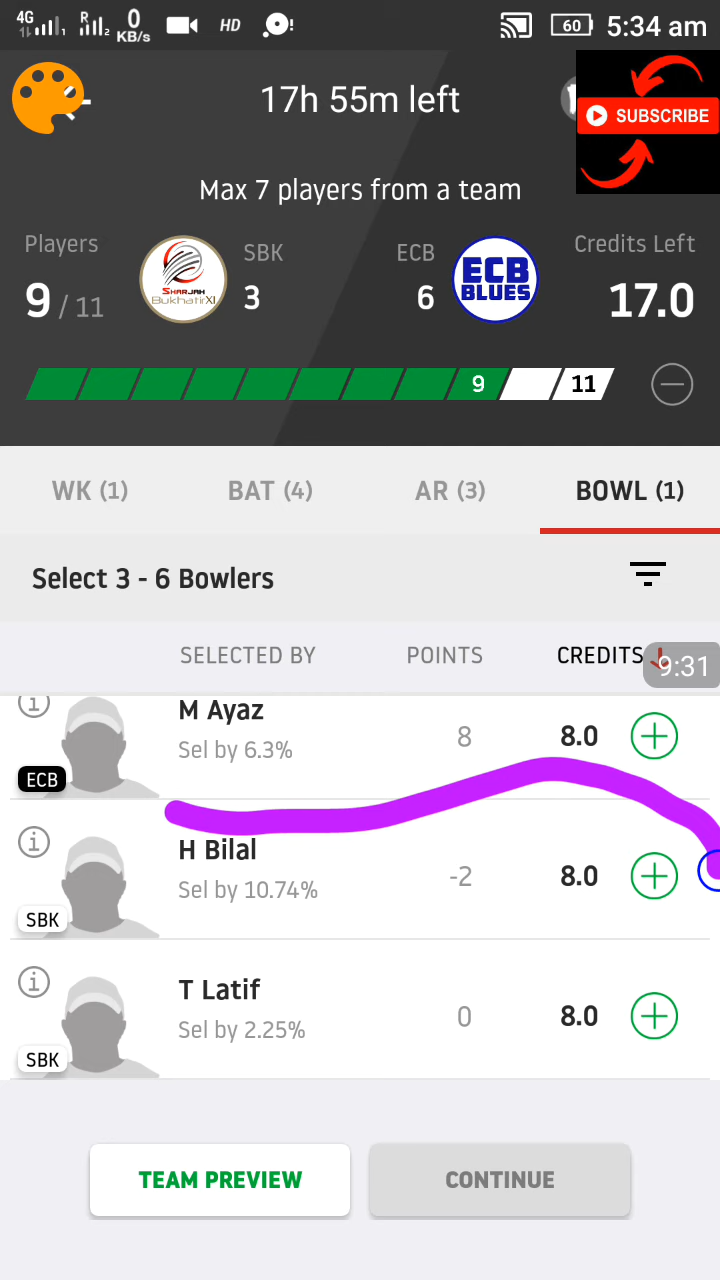 4G R 0 KB/s HD 60 5:34 am
17h 55m left
SUBSCRIBE
Max 7 players from a team
Players SBK ECB Credits Left
9 / 11 3 6 17.0
SHARJAH
BukhatirXI
ECB
BLUES
9 11
WK (1) BAT (4) AR (3) BOWL (1)
Select 3 - 6 Bowlers
SELECTED BY POINTS CREDITS
9:31
M Ayaz
Sel by 6.3% 8 8.0
ECB
H Bilal
Sel by 10.74% -2 8.0
SBK
T Latif
Sel by 2.25% 0 8.0
SBK
TEAM PREVIEW CONTINUE